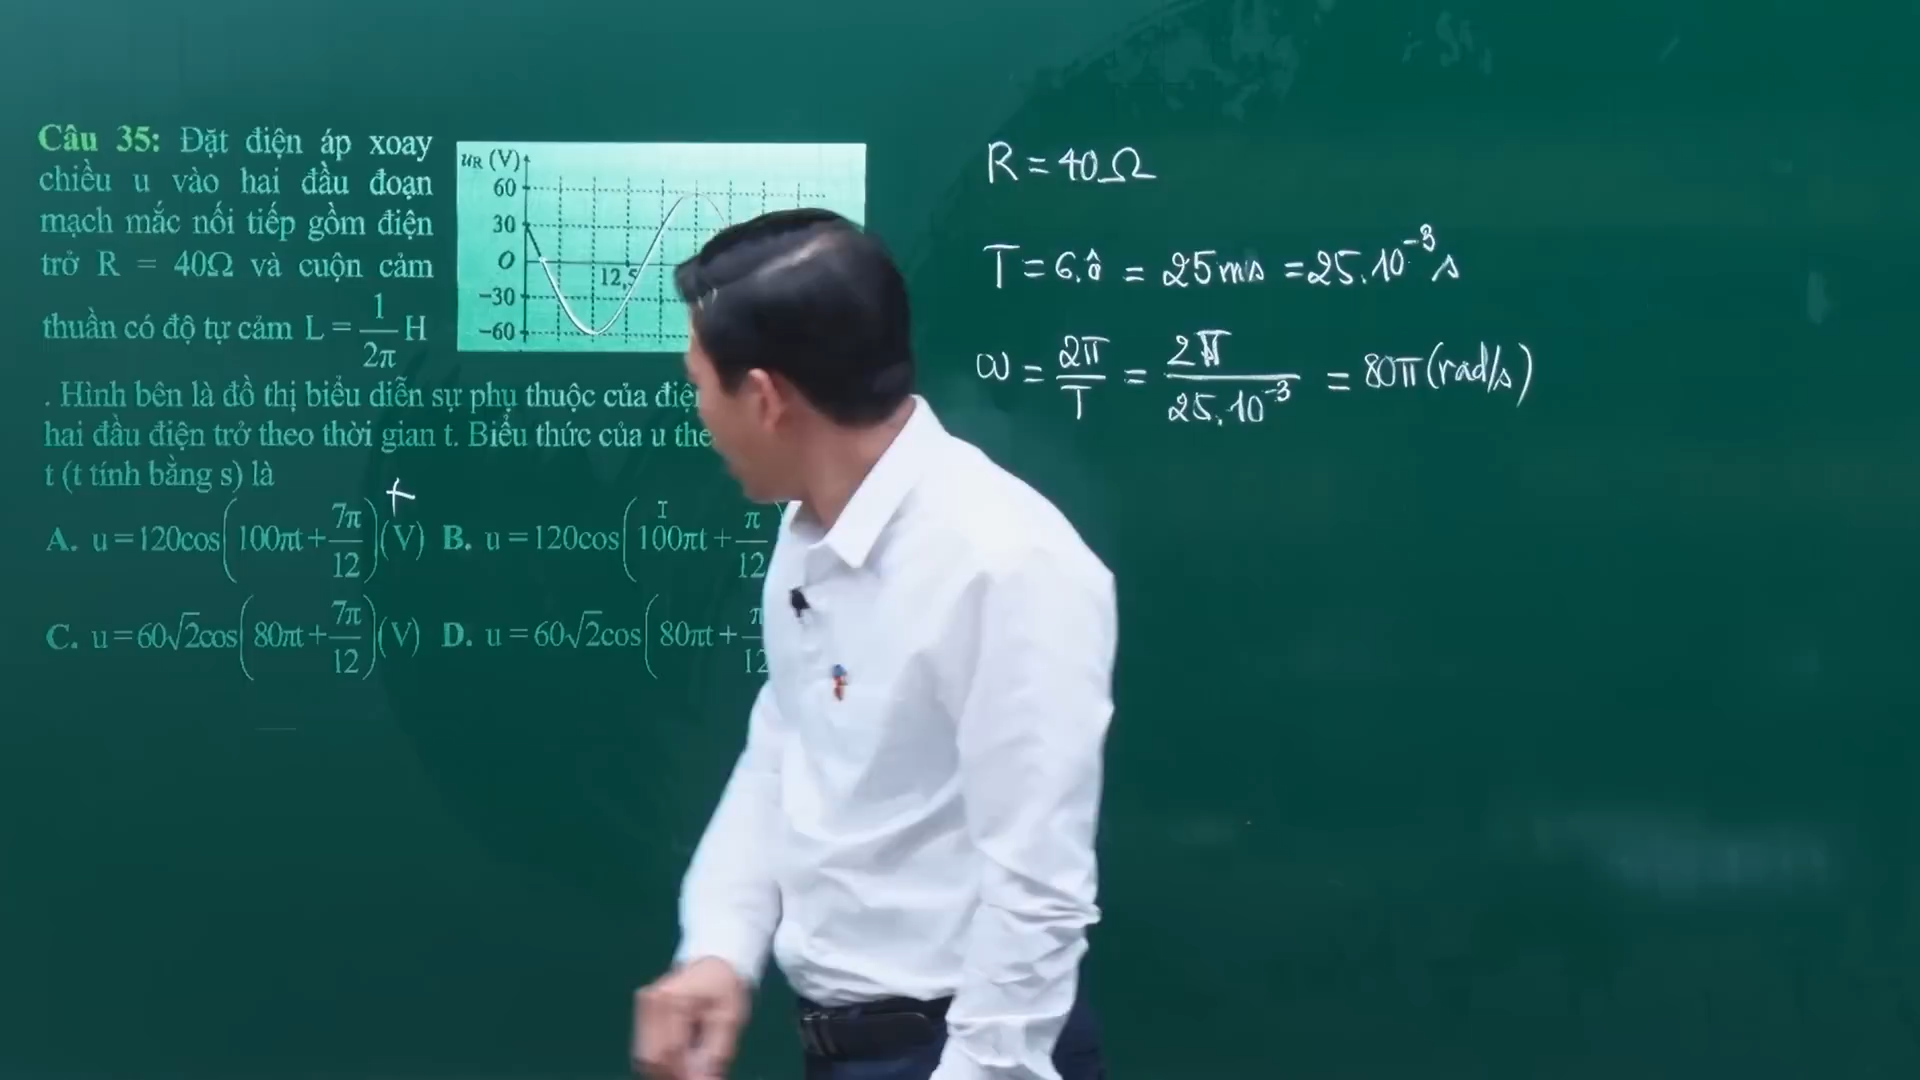 Câu 35: Đặt điện áp xoay
chiều u vào hai đầu đoạn
mạch mắc nối tiếp gồm điện
trở R = 40Ω và cuộn cảm
thuần có độ tự cảm L = 1/2π H
. Hình bên là đồ thị biểu diễn sự phụ thuộc của
hai đầu điện trở theo thời gian t. Biểu thức của u
t (t tính bằng s) là
A. u = 120cos(100πt + 7π/12)(V) B. u = 120cos(100πt + π/12
C. u = 60√2cos(80πt + 7π/12)(V) D. u = 60√2cos(80πt + π/12
u_R (V)
60
30
O
12,5
−30
−60
R = 40Ω
T = 6.ô = 25ms = 25.10⁻³ s
ω = 2π/T = 2π/25.10⁻³ = 80π (rad/s)